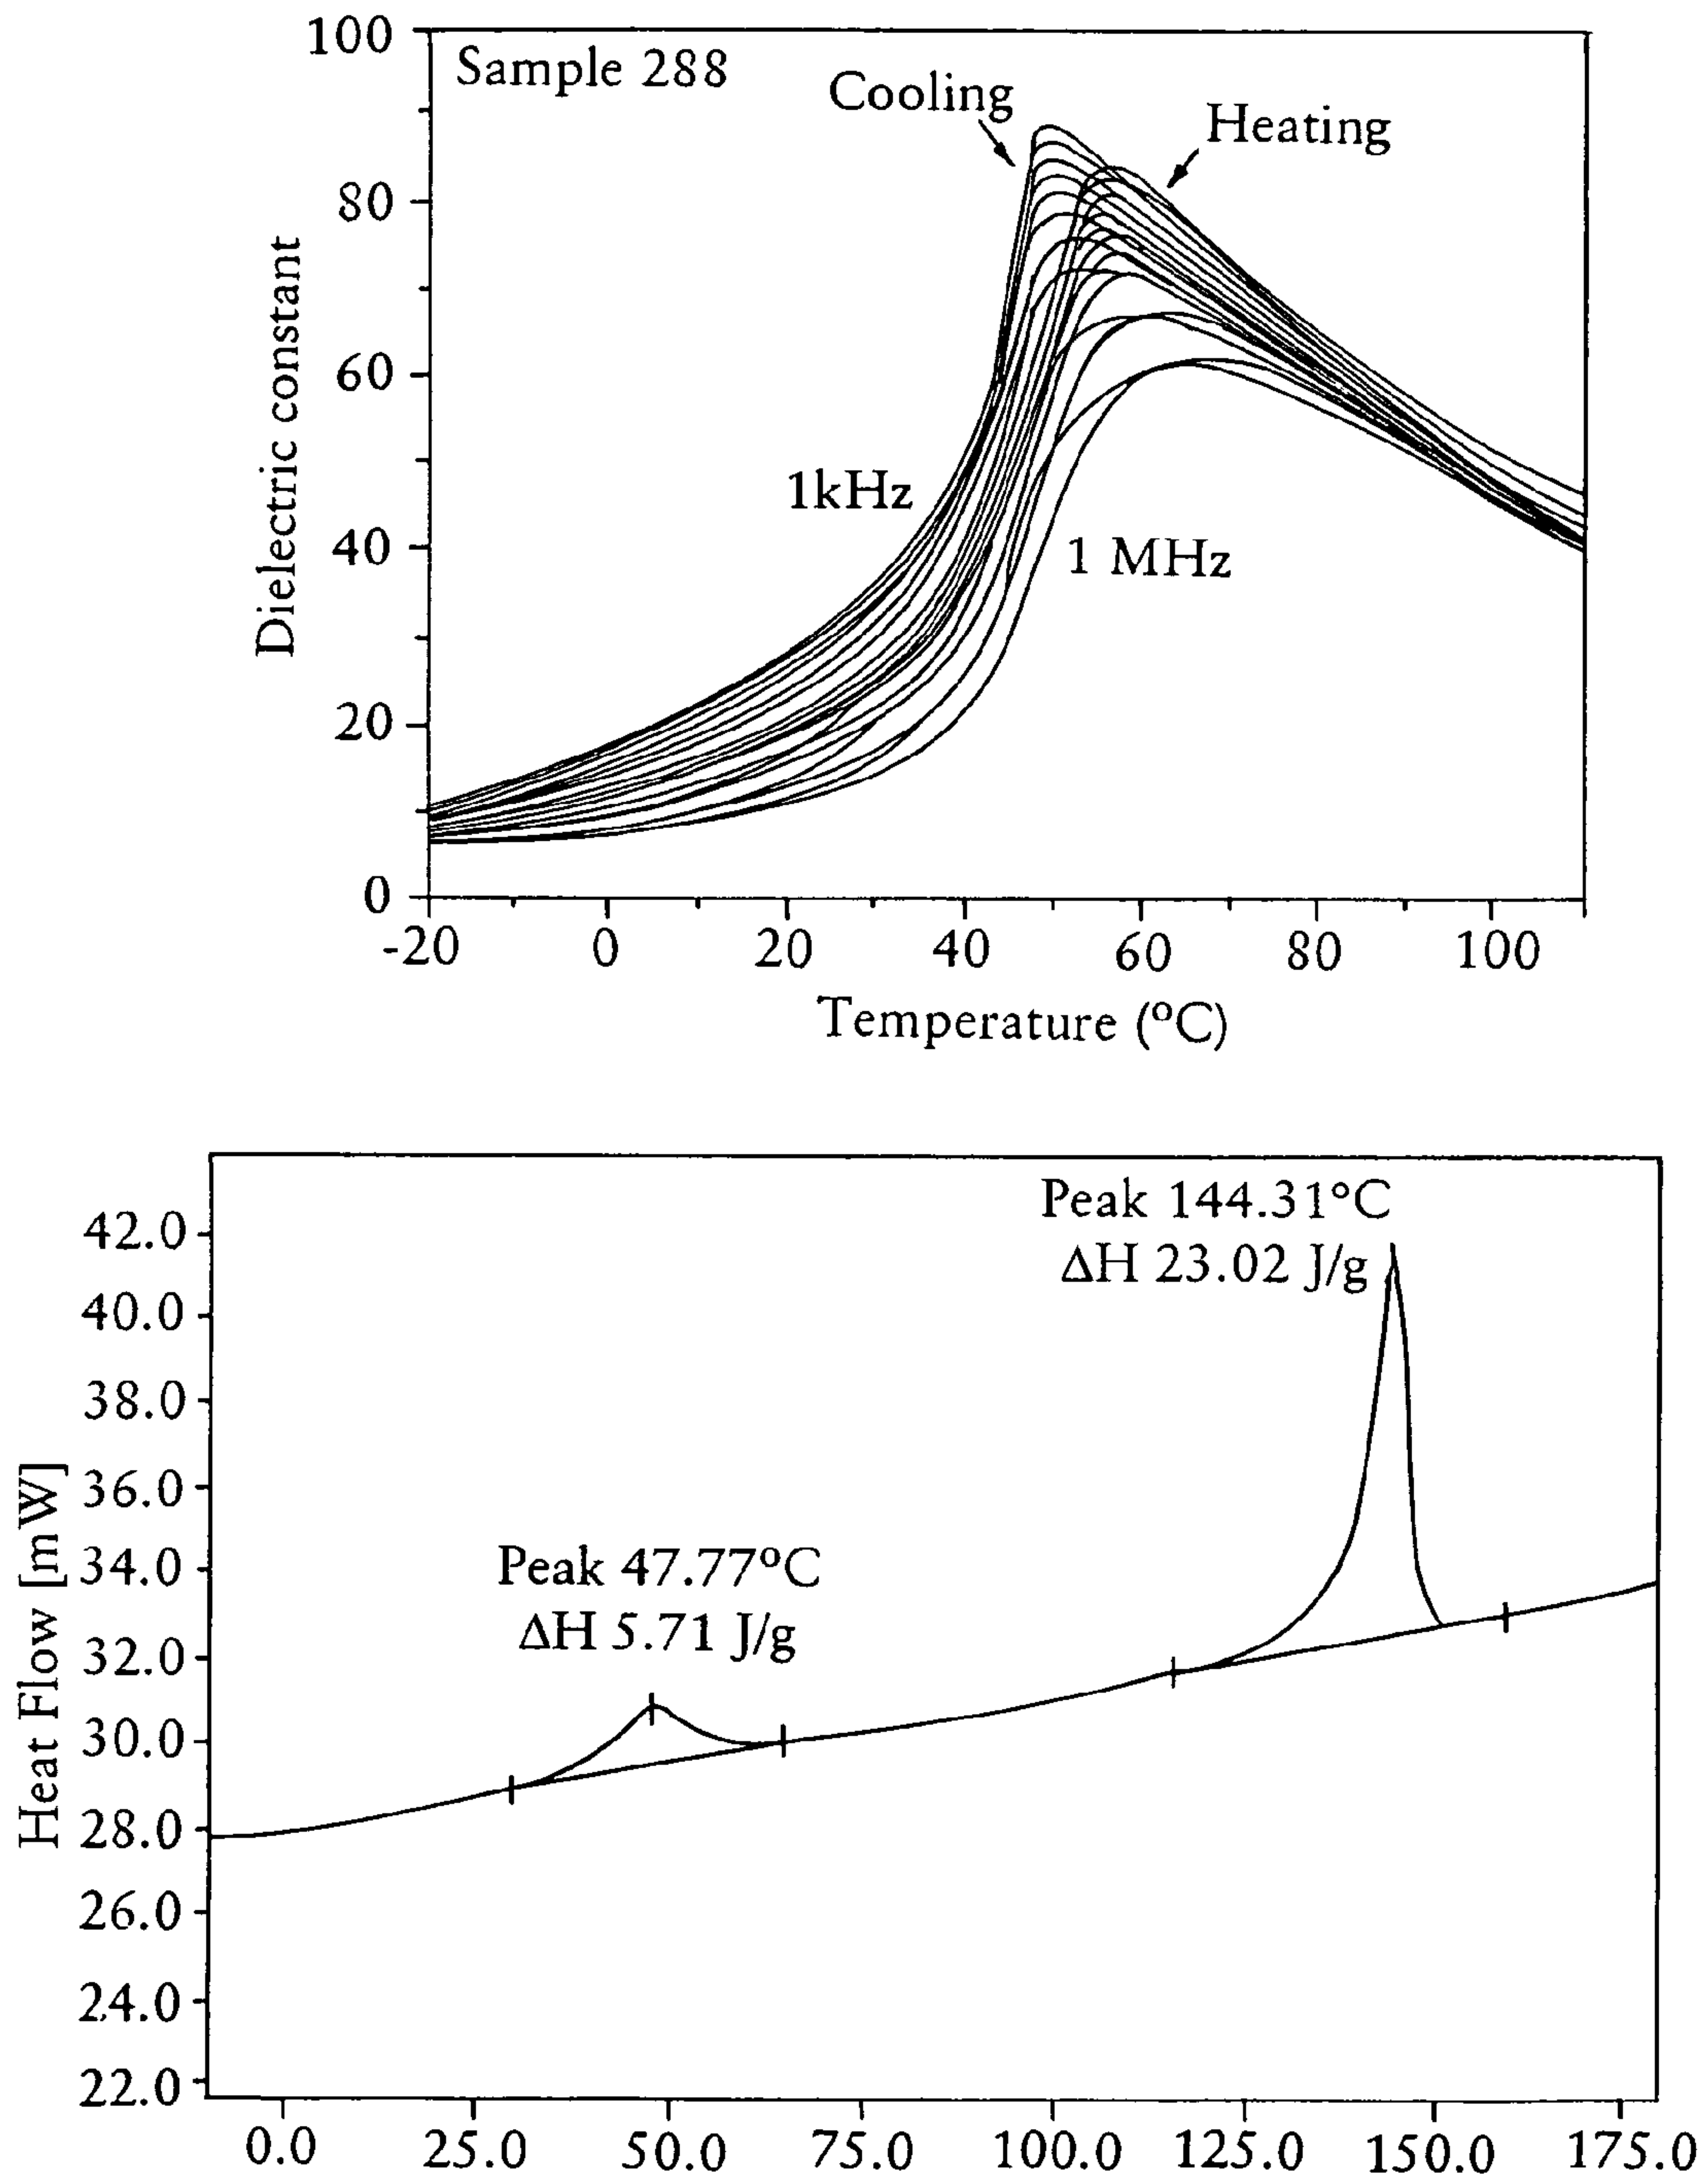 Sample 288
Cooling
Heating
1kHz
1 MHz
Dielectric constant
100
80
60
40
20
0
-20 0 20 40 60 80 100
Temperature (°C)
Peak 144.31°C
ΔH 23.02 J/g
Peak 47.77°C
ΔH 5.71 J/g
Heat Flow [mW]
42.0
40.0
38.0
36.0
34.0
32.0
30.0
28.0
26.0
24.0
22.0
0.0 25.0 50.0 75.0 100.0 125.0 150.0 175.0